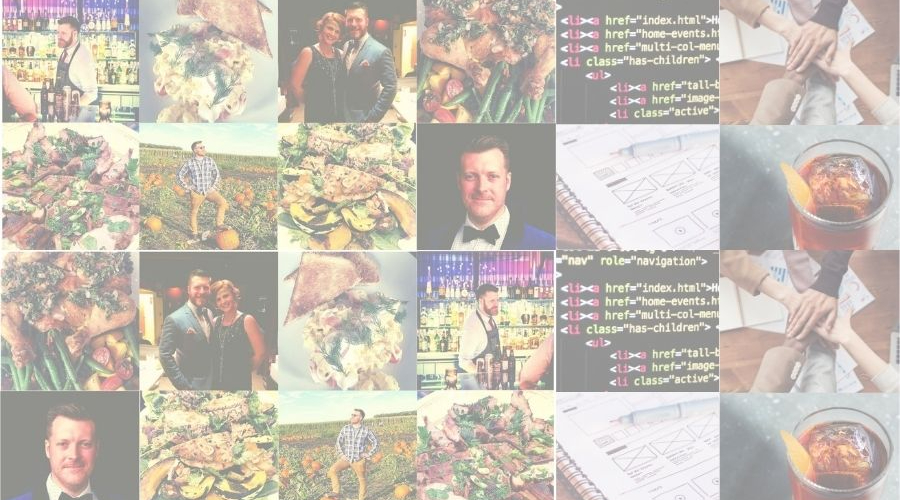 <li><a href="index.html">H
<li><a href="home-events.h
<li><a href="multi-col-menu
<li class="has-children"> <
<ul>
<li><a href="tall-b
<li><a href="image-
<li class="active">
"nav" role="navigation">
<li><a href="index.html">H
<li><a href="home-events.ht
<li><a href="multi-col-menu
<li class="has-children"> <
<ul>
<li><a href="tall-b
<li><a href="image-
<li class="active">